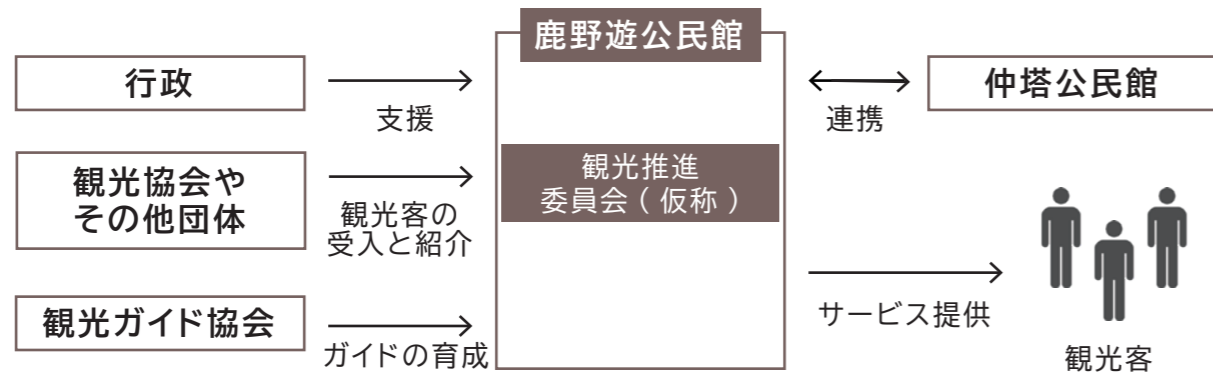 鹿野遊公民館
行政
支援
連携
仲塔公民館
観光協会や
その他団体
観光客の
受入と紹介
観光推進
委員会（仮称）
観光ガイド協会
ガイドの育成
サービス提供
観光客